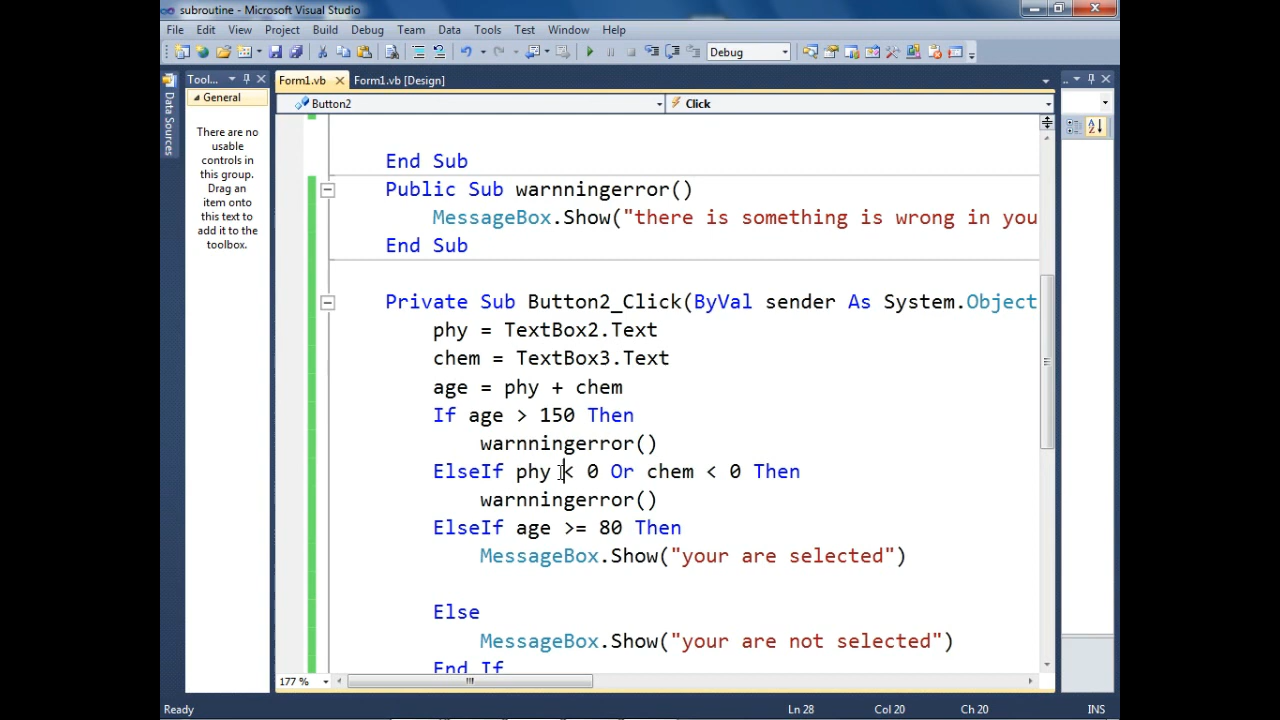 subroutine - Microsoft Visual Studio
File Edit View Project Build Debug Team Data Tools Test Window Help
Debug
Tool...
Form1.vb
Form1.vb [Design]
..
Data Sources
General
There are no
usable
controls in
this group.
Drag an
item onto
this text to
add it to the
toolbox.
Button2
Click
End Sub
Public Sub warnningerror()
MessageBox.Show("there is something is wrong in you
End Sub
Private Sub Button2_Click(ByVal sender As System.Object
phy = TextBox2.Text
chem = TextBox3.Text
age = phy + chem
If age > 150 Then
warnningerror()
ElseIf phy < 0 Or chem < 0 Then
warnningerror()
ElseIf age >= 80 Then
MessageBox.Show("your are selected")
Else
MessageBox.Show("your are not selected")
End If
177 %
Ready
Ln 28
Col 20
Ch 20
INS